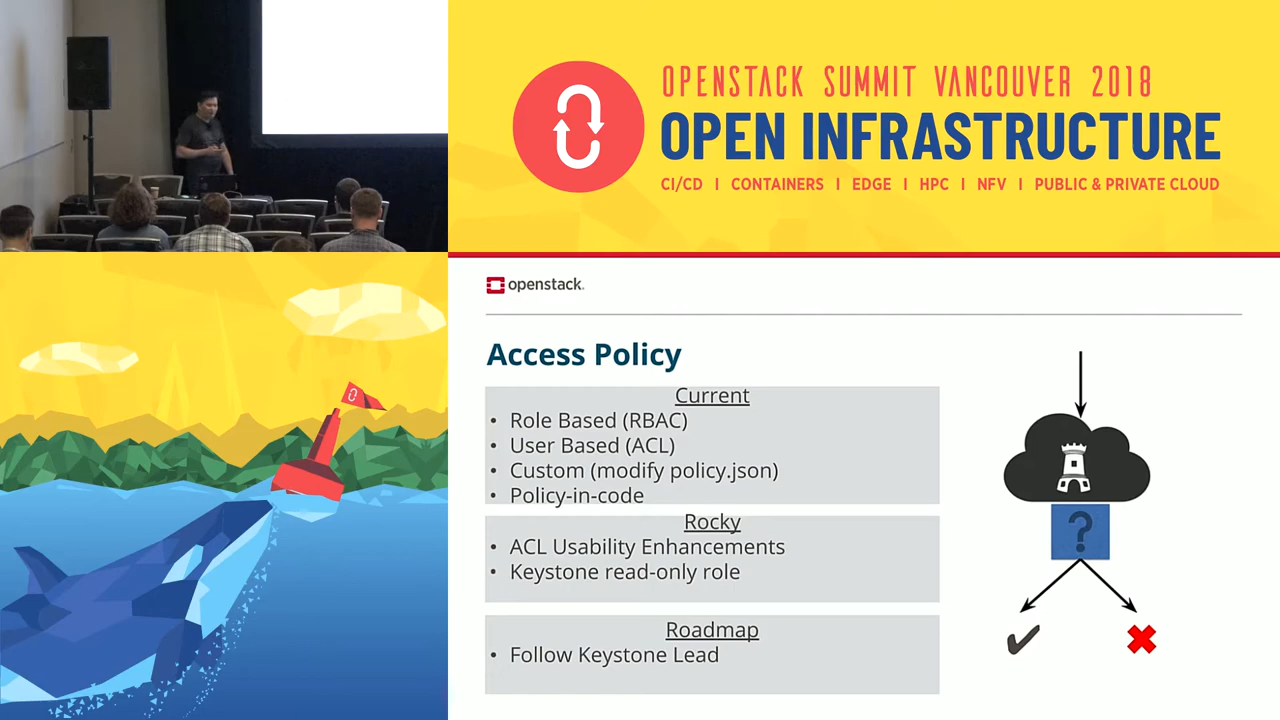 OPENSTACK SUMMIT VANCOUVER 2018
OPEN INFRASTRUCTURE
CI/CD | CONTAINERS | EDGE | HPC | NFV | PUBLIC & PRIVATE CLOUD
openstack.
Access Policy
Current
• Role Based (RBAC)
• User Based (ACL)
• Custom (modify policy.json)
• Policy-in-code
Rocky
• ACL Usability Enhancements
• Keystone read-only role
Roadmap
• Follow Keystone Lead
?